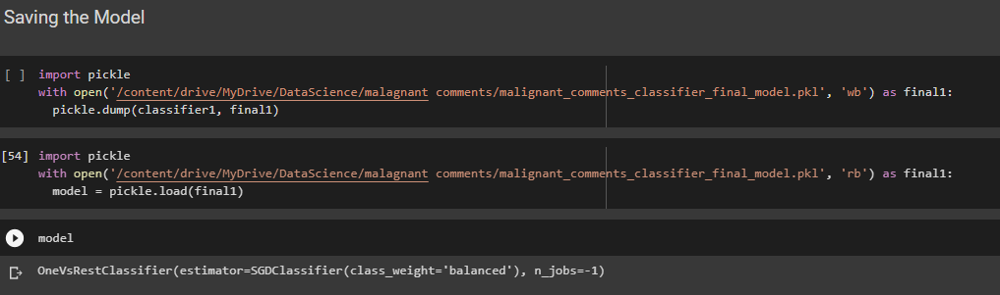 Saving the Model
[ ] import pickle
with open('/content/drive/MyDrive/DataScience/malagnant comments/malignant_comments_classifier_final_model.pkl', 'wb') as final1:
pickle.dump(classifier1, final1)
[54] import pickle
with open('/content/drive/MyDrive/DataScience/malagnant comments/malignant_comments_classifier_final_model.pkl', 'rb') as final1:
model = pickle.load(final1)
model
OneVsRestClassifier(estimator=SGDClassifier(class_weight='balanced'), n_jobs=-1)